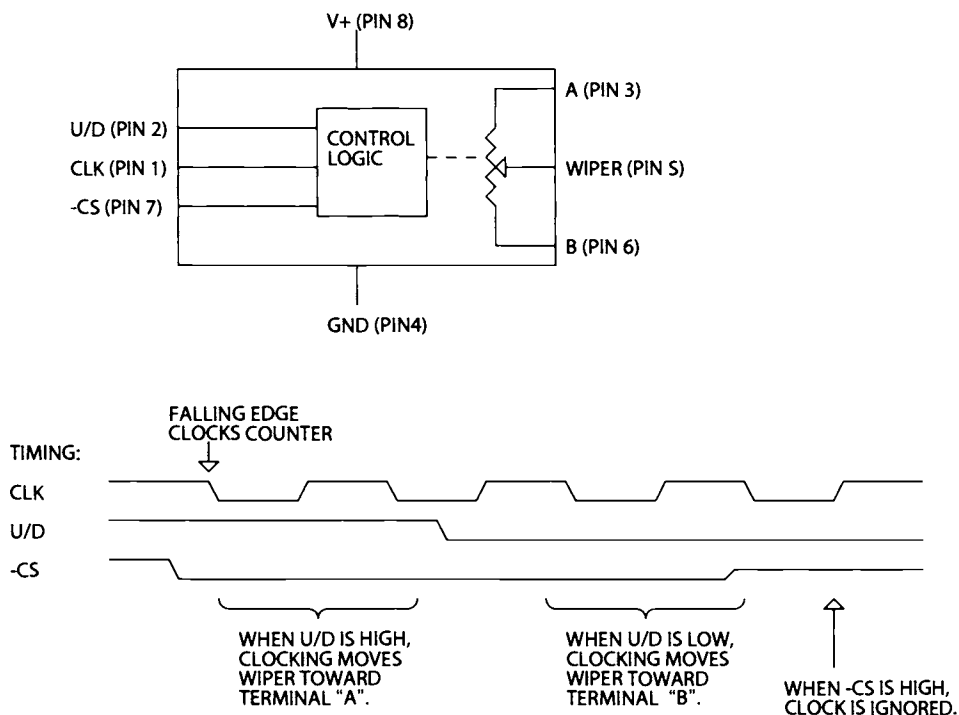 V+ (PIN 8)
A (PIN 3)
U/D (PIN 2)
CONTROL
LOGIC
CLK (PIN 1)
WIPER (PIN S)
-CS (PIN 7)
B (PIN 6)
GND (PIN4)
FALLING EDGE
CLOCKS COUNTER
TIMING:
CLK
U/D
-CS
WHEN U/D IS HIGH,
CLOCKING MOVES
WIPER TOWARD
TERMINAL “A”.
WHEN U/D IS LOW,
CLOCKING MOVES
WIPER TOWARD
TERMINAL “B”.
WHEN -CS IS HIGH,
CLOCK IS IGNORED.